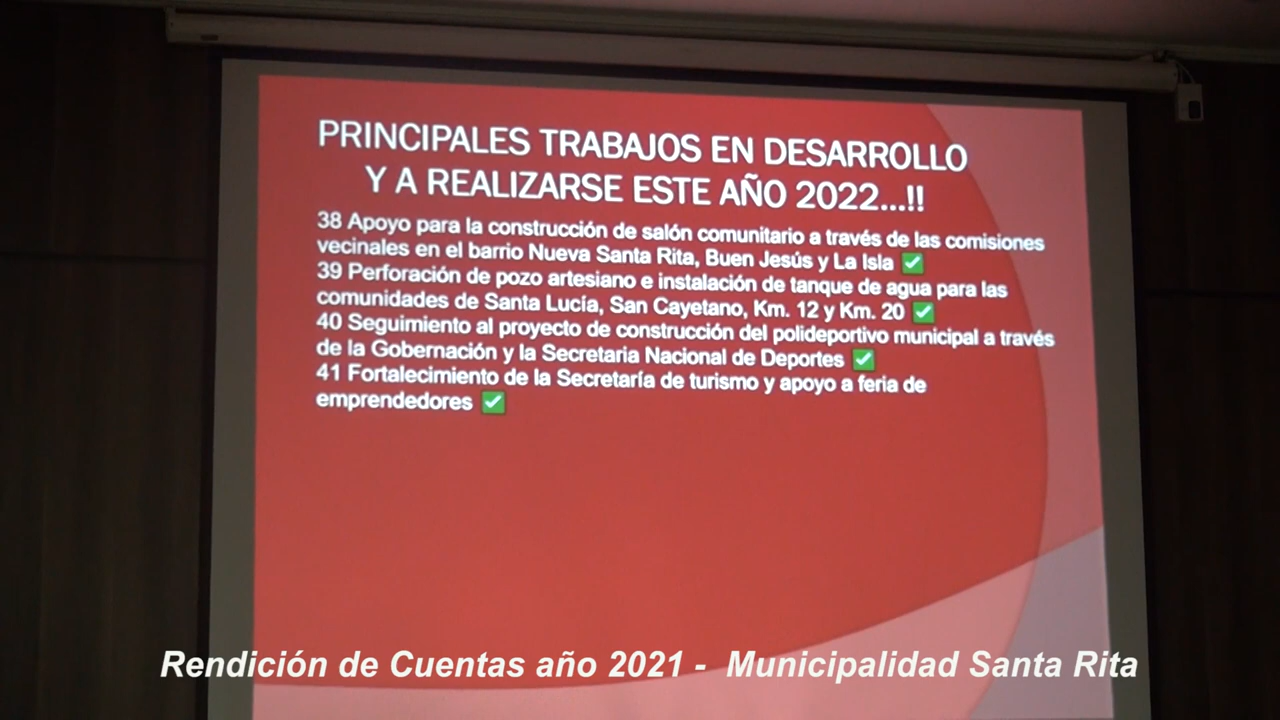 PRINCIPALES TRABAJOS EN DESARROLLO
Y A REALIZARSE ESTE AÑO 2022...!!
38 Apoyo para la construcción de salón comunitario a través de las comisiones
vecinales en el barrio Nueva Santa Rita, Buen Jesús y La Isla ✅
39 Perforación de pozo artesiano e instalación de tanque de agua para las
comunidades de Santa Lucía, San Cayetano, Km. 12 y Km. 20 ✅
40 Seguimiento al proyecto de construcción del polideportivo municipal a través
de la Gobernación y la Secretaria Nacional de Deportes ✅
41 Fortalecimiento de la Secretaría de turismo y apoyo a feria de
emprendedores ✅
Rendición de Cuentas año 2021 - Municipalidad Santa Rita